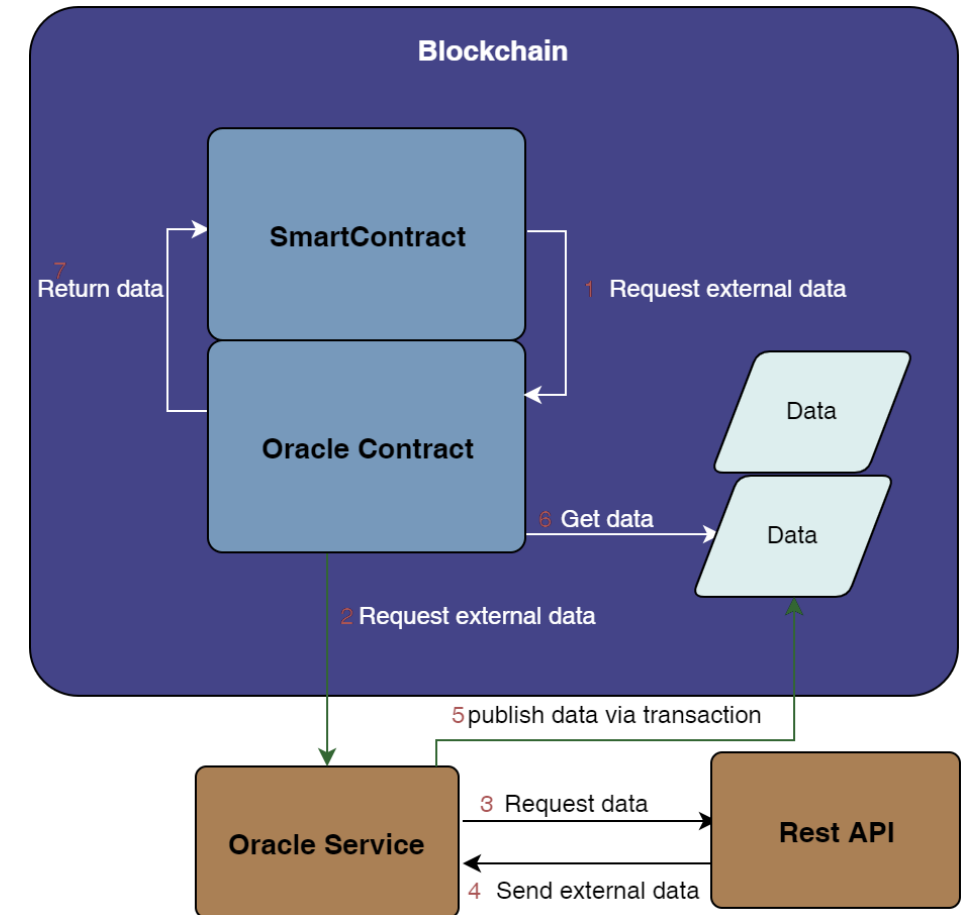 Blockchain
SmartContract
7
Return data
1 Request external data
Data
Oracle Contract
6 Get data
Data
2 Request external data
5 publish data via transaction
3 Request data
Rest API
Oracle Service
4 Send external data